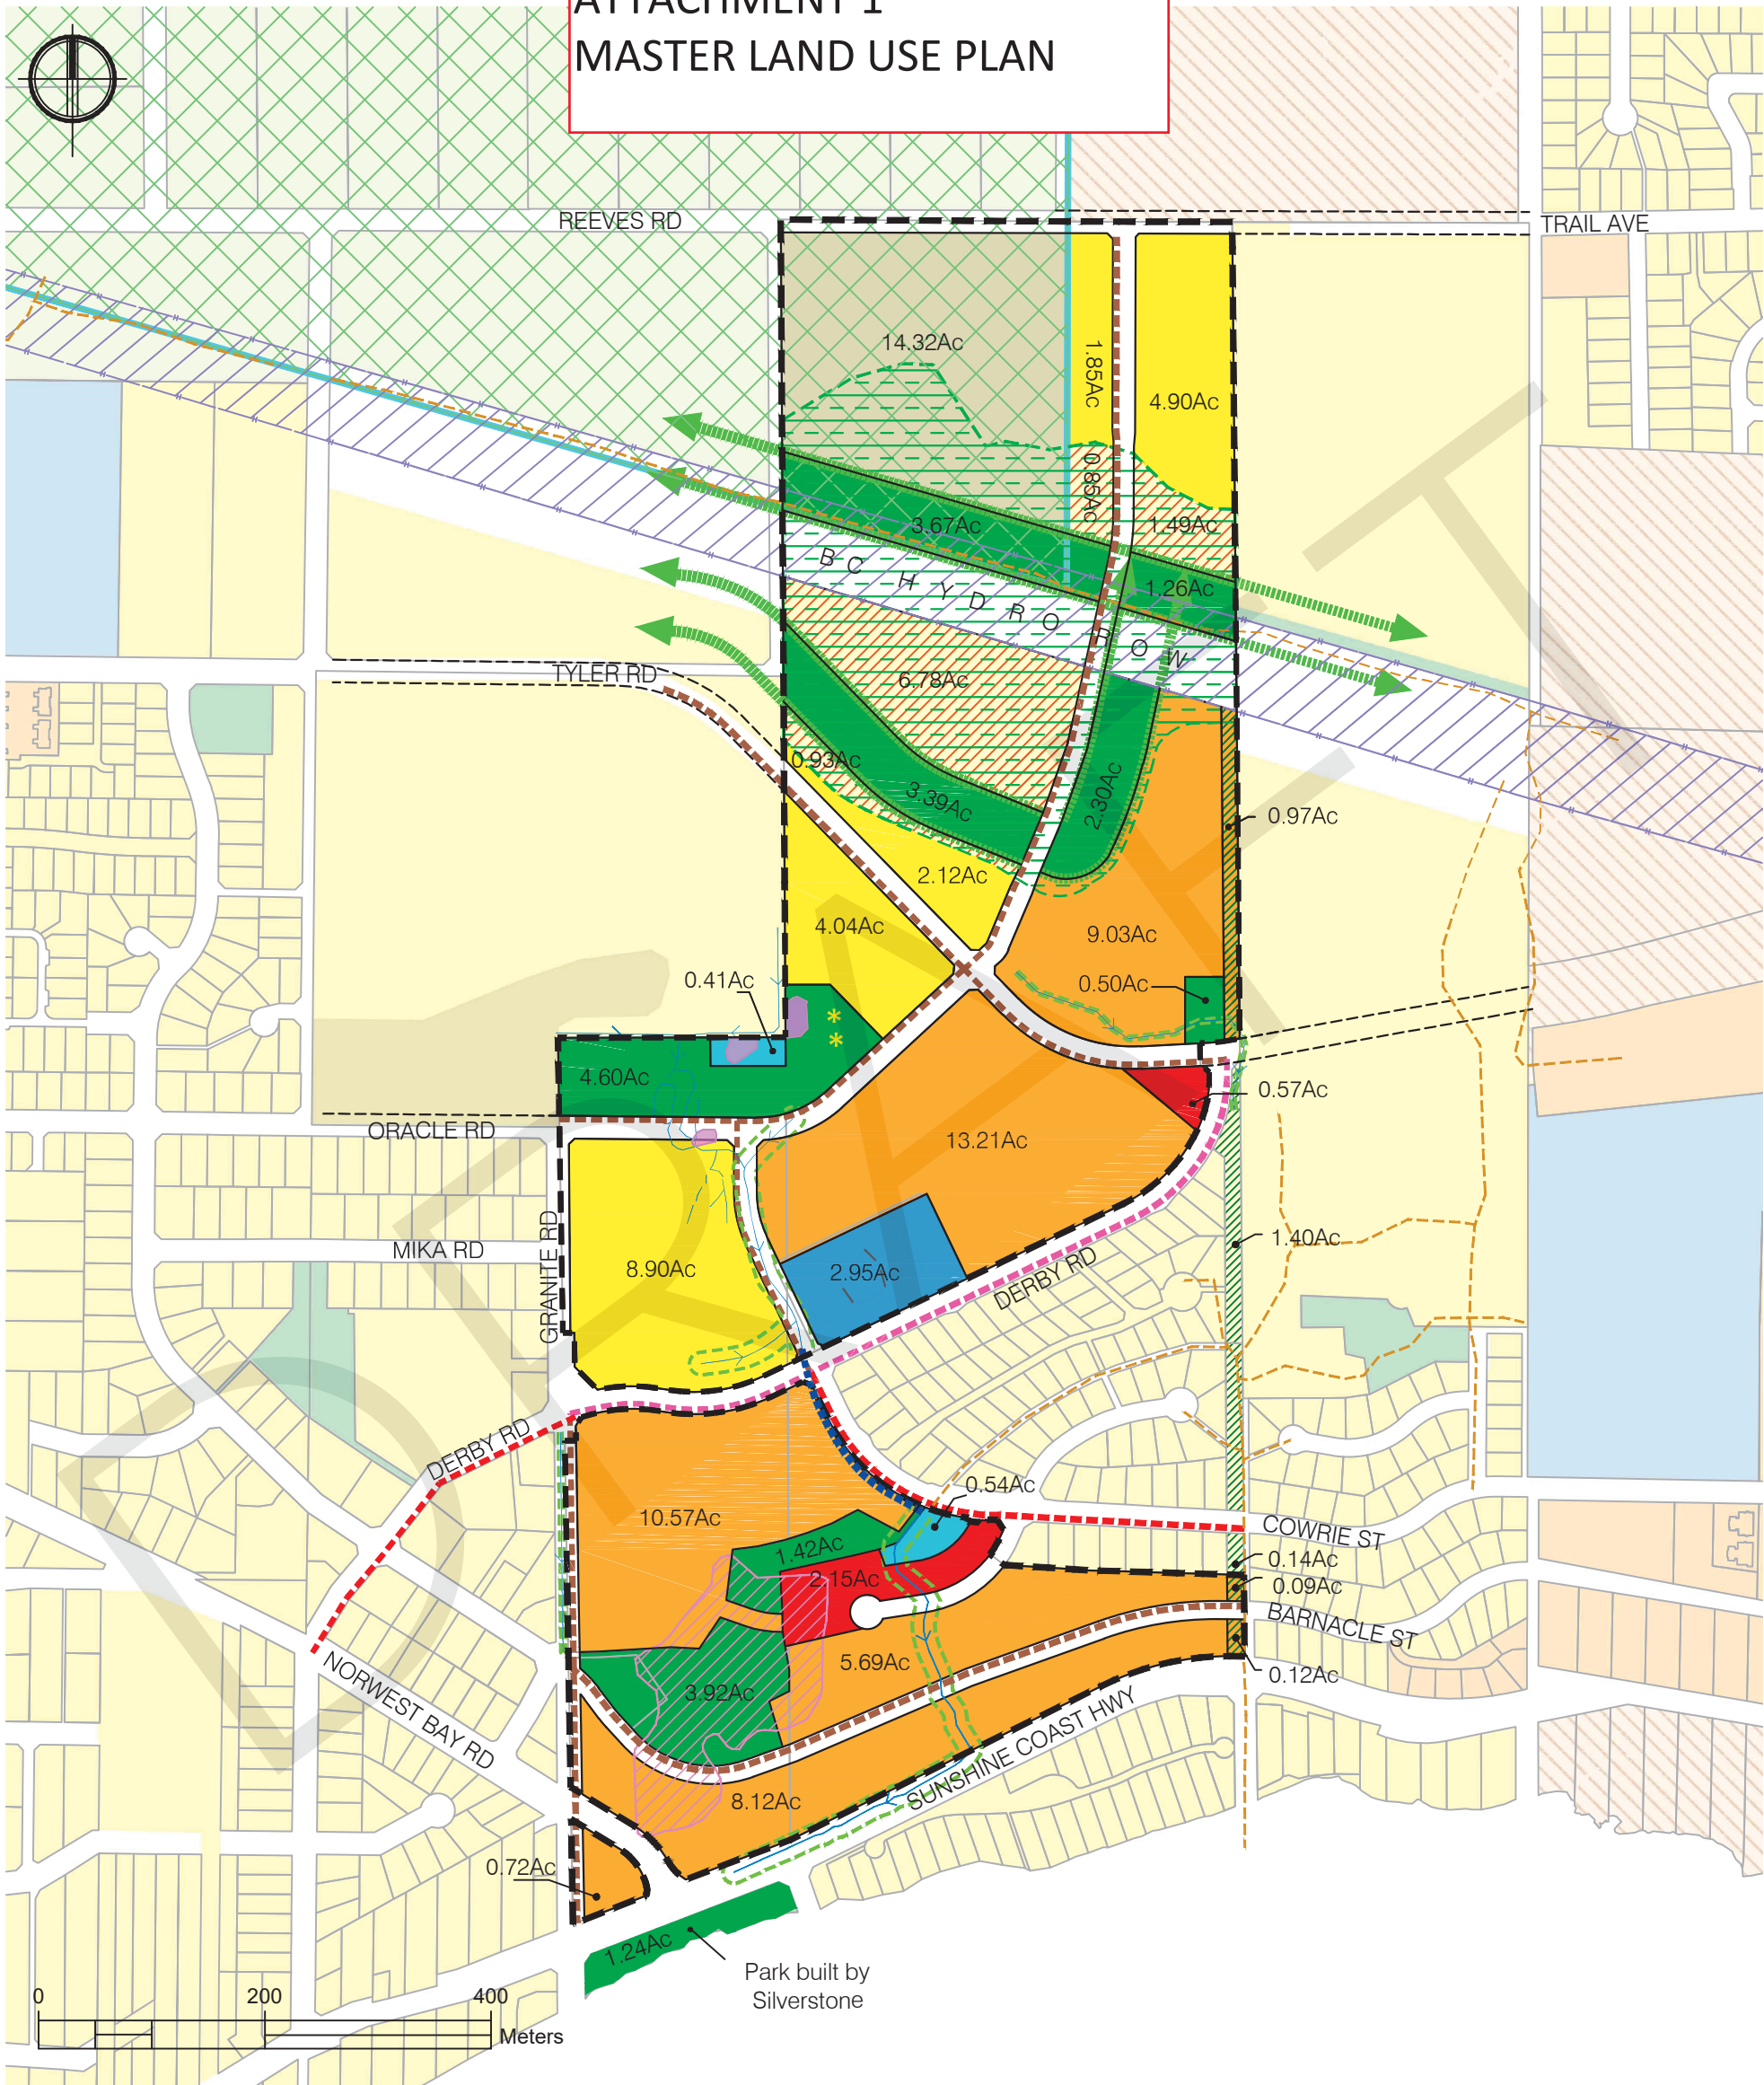 ATTACHMENT 1
MASTER LAND USE PLAN
REEVES RD
TRAIL AVE
14.32Ac
1.85Ac
4.90Ac
0.85Ac
3.67Ac
1.49Ac
BC HYDRO ROW
1.26Ac
TYLER RD
6.78Ac
0.93Ac
3.39Ac
2.30Ac
0.97Ac
2.12Ac
4.04Ac
9.03Ac
0.41Ac
0.50Ac
4.60Ac
0.57Ac
ORACLE RD
13.21Ac
GRANITE RD
MIKA RD
1.40Ac
8.90Ac
2.95Ac
DERBY RD
DERBY RD
0.54Ac
10.57Ac
COWRIE ST
1.42Ac
0.14Ac
2.15Ac
0.09Ac
BARNACLE ST
5.69Ac
NORWEST BAY RD
0.12Ac
3.92Ac
SUNSHINE COAST HWY
8.12Ac
0.72Ac
1.24Ac
Park built by
Silverstone
0 200 400
Meters
DRAFT